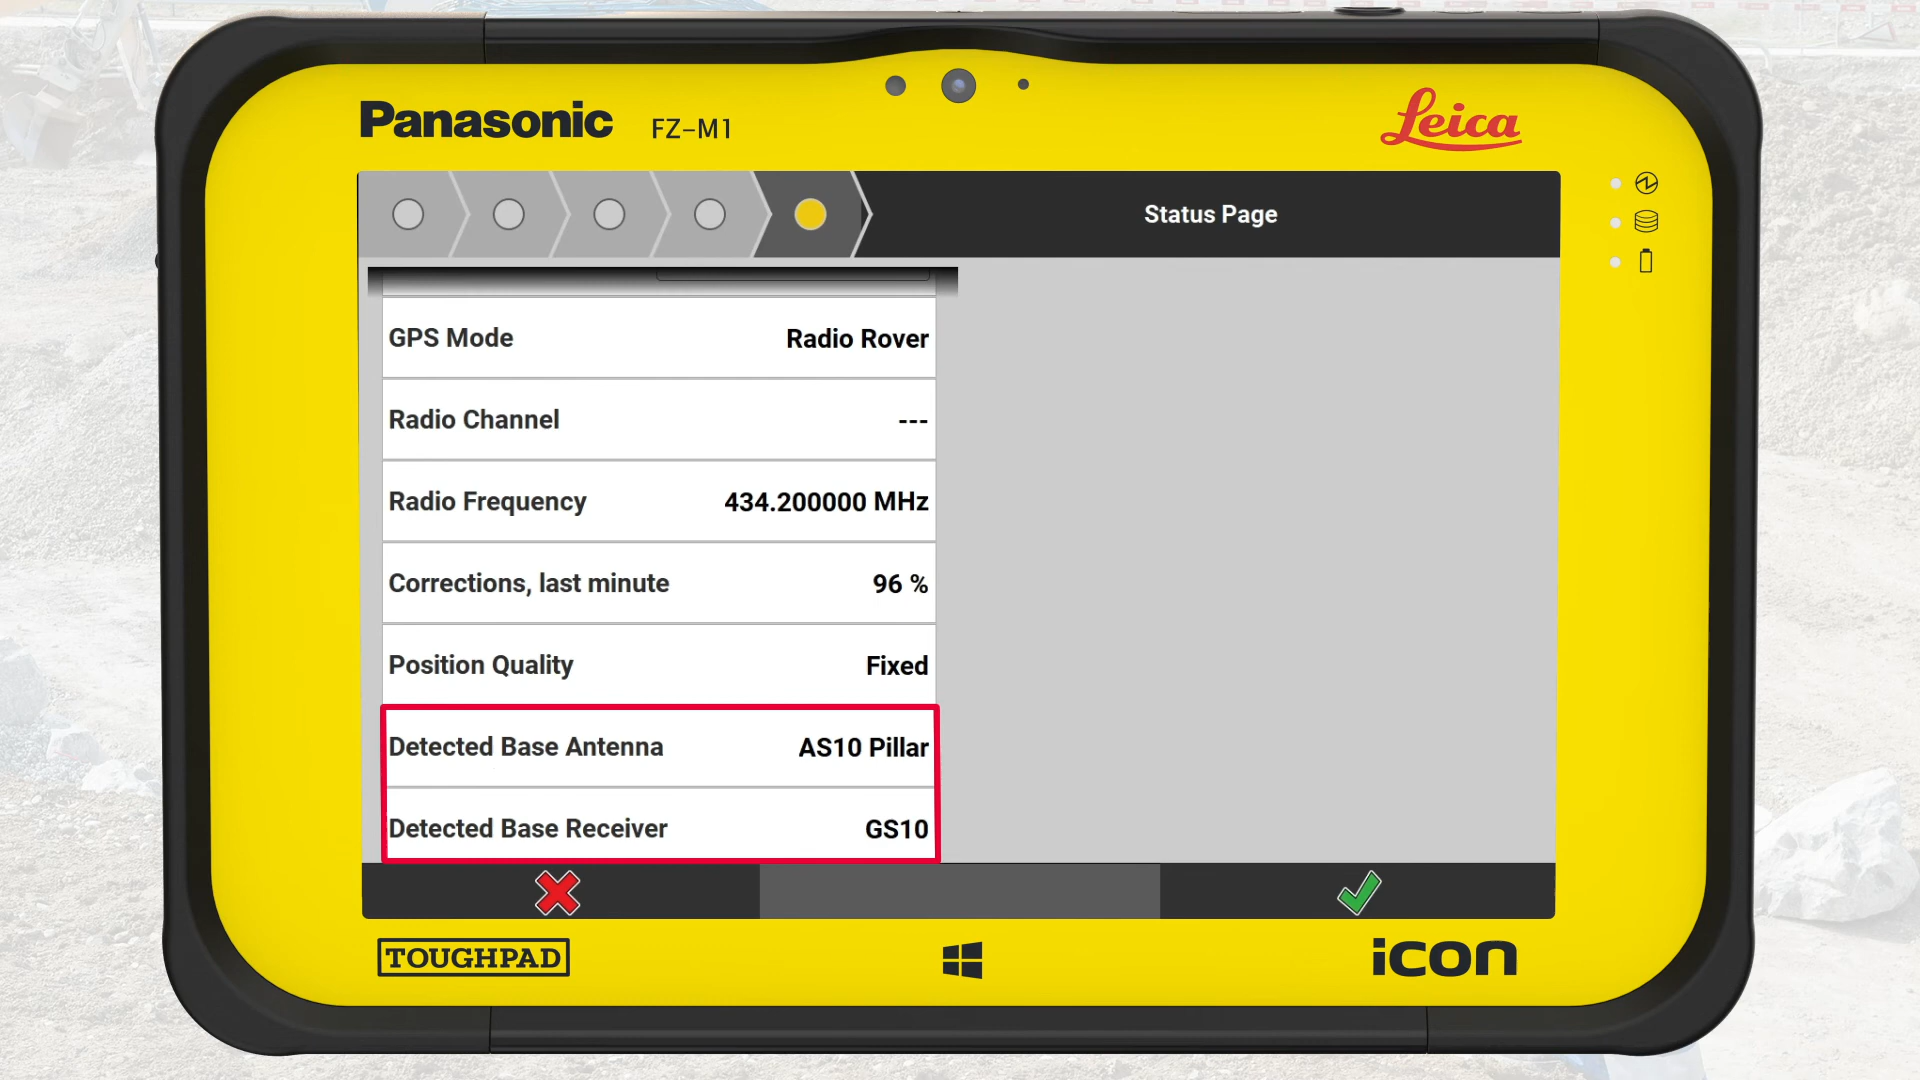 Panasonic FZ-M1 Leica
Status Page
GPS Mode Radio Rover
Radio Channel ---
Radio Frequency 434.200000 MHz
Corrections, last minute 96 %
Position Quality Fixed
Detected Base Antenna AS10 Pillar
Detected Base Receiver GS10
TOUGHPAD icon